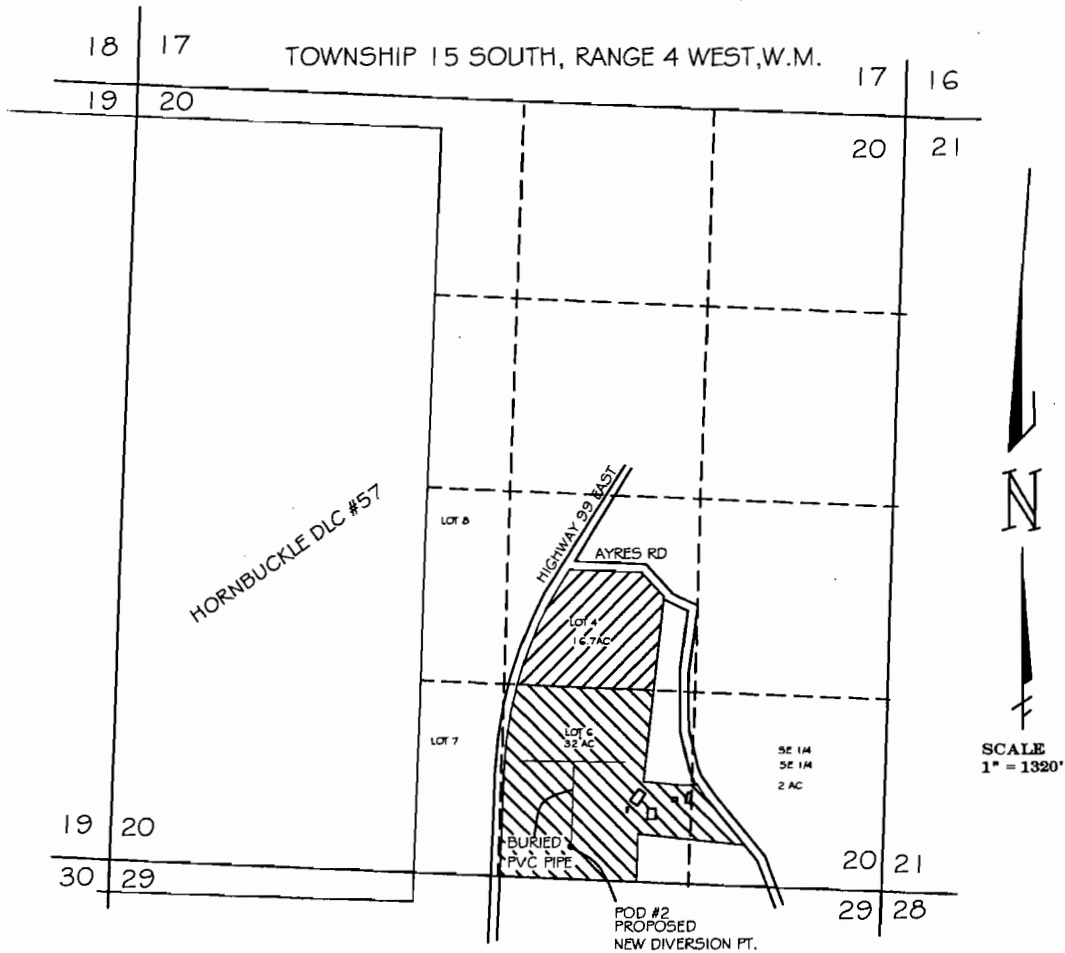 18 17
TOWNSHIP 15 SOUTH, RANGE 4 WEST,W.M.
17 16
19 20
20 21
HORNBUCKLE DLC #57
LOT 8
HIGHWAY 99 EAST
AYRES RD
LOT 4
16.7AC
N
LOT 7
LOT 6
32 AC
SE 1/4
SE 1/4
2 AC
SCALE
1" = 1320'
19 20
BURIED
PVC PIPE
20 21
30 29
29 28
POD #2
PROPOSED
NEW DIVERSION PT.